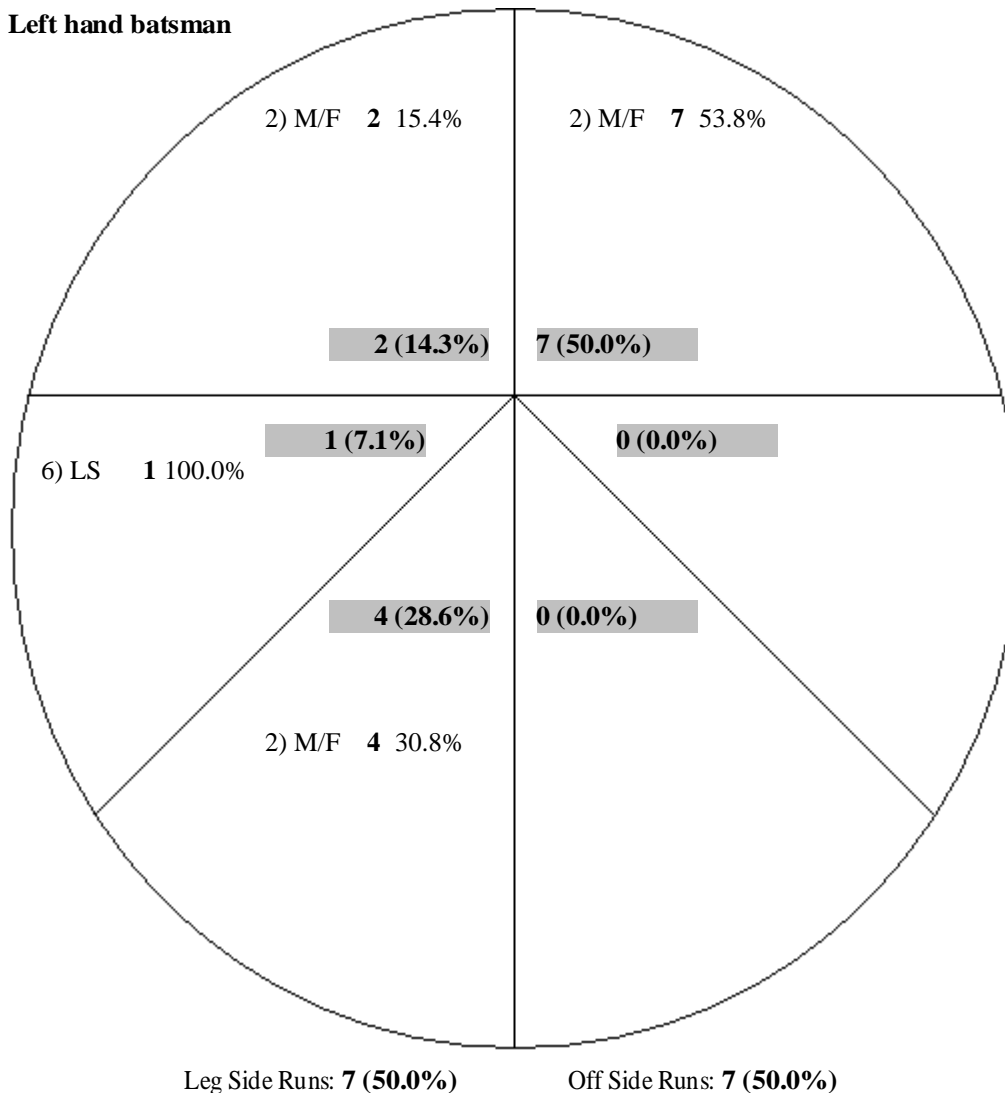 Left hand batsman
2) M/F 2 15.4% 2) M/F 7 53.8%
2 (14.3%) 7 (50.0%)
1 (7.1%) 0 (0.0%)
6) LS 1 100.0%
4 (28.6%) 0 (0.0%)
2) M/F 4 30.8%
Leg Side Runs: 7 (50.0%) Off Side Runs: 7 (50.0%)